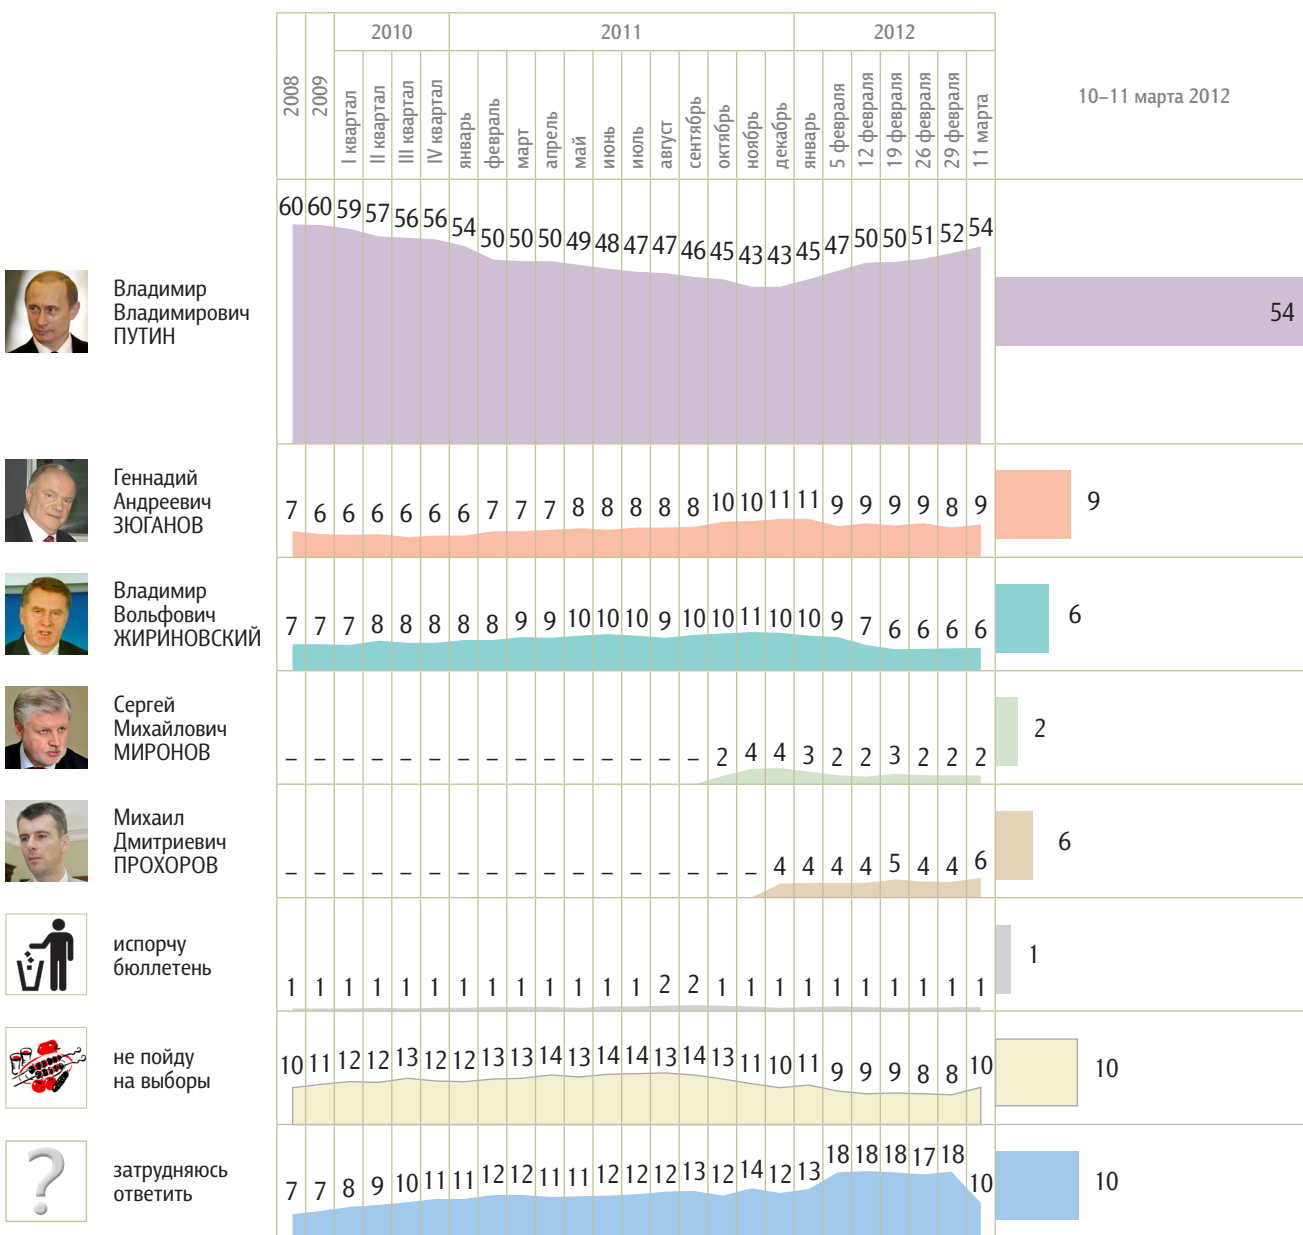 2010 2011 2012
2008 2009 I квартал II квартал III квартал IV квартал январь февраль март апрель май июнь июль август сентябрь октябрь ноябрь декабрь январь 5 февраля 12 февраля 19 февраля 26 февраля 29 февраля 11 марта
10–11 марта 2012
60 60 59 57 56 56 54 50 50 50 49 48 47 47 46 45 43 43 45 47 50 50 51 52 54
Владимир
Владимирович
ПУТИН
54
Геннадий
Андреевич
ЗЮГАНОВ
7 6 6 6 6 6 6 7 7 7 8 8 8 8 8 10 10 11 11 9 9 9 9 8 9
9
Владимир
Вольфович
ЖИРИНОВСКИЙ
7 7 7 8 8 8 8 8 9 9 10 10 10 9 10 10 11 10 10 9 7 6 6 6 6
6
Сергей
Михайлович
МИРОНОВ
– – – – – – – – – – – – – – – 2 4 4 3 2 2 3 2 2 2
2
Михаил
Дмитриевич
ПРОХОРОВ
– – – – – – – – – – – – – – – – – 4 4 4 4 5 4 4 6
6
испорчу
бюллетень
1 1 1 1 1 1 1 1 1 1 1 1 1 2 2 1 1 1 1 1 1 1 1 1 1
1
не пойду
на выборы
10 11 12 12 13 12 12 13 13 14 13 14 14 13 14 13 11 10 11 9 9 9 8 8 10
10
затрудняюсь
ответить
7 7 8 9 10 11 11 12 12 11 11 12 12 12 13 12 14 12 13 18 18 18 17 18 10
10